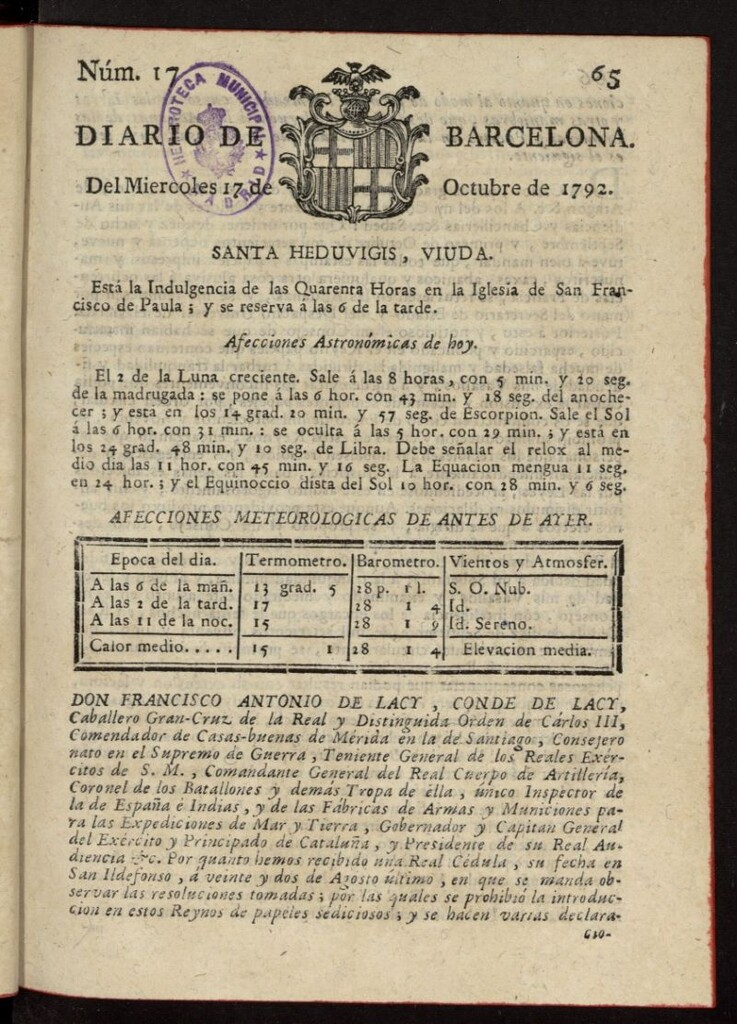 Núm. 17
65
HEMEROTECA MUNICIPAL
MADRID
DIARIO DE BARCELONA.
Del Miercoles 17 de Octubre de 1792.
SANTA HEDUVIGIS, VIUDA.
Está la Indulgencia de las Quarenta Horas en la Iglesia de San Fran-
cisco de Paula; y se reserva á las 6 de la tarde.
Afecciones Astronómicas de hoy.
El 2 de la Luna creciente. Sale á las 8 horas, con 5 min. y 20 seg.
de la madrugada: se pone á las 6 hor. con 43 min. y 18 seg. del anoche-
cer; y está en los 14 grad. 20 min. y 57 seg. de Escorpion. Sale el Sol
á las 6 hor. con 31 min.: se oculta á las 5 hor. con 29 min.; y está en
los 24 grad. 48 min. y 10 seg. de Libra. Debe señalar el relox al me-
dio dia las 11 hor. con 45 min. y 16 seg. La Equacion mengua 11 seg.
en 24 hor.; y el Equinoccio dista del Sol 10 hor. con 28 min. y 6 seg.
AFECCIONES METEOROLOGICAS DE ANTES DE AYER.
Epoca del dia. Termometro. Barometro. Vientos y Atmosfer.
A las 6 de la mañ. 13 grad. 5 28 p. 1 l. S. O. Nub.
A las 2 de la tard. 17 28 1 4 Id.
A las 11 de la noc. 15 28 1 9 Id. Sereno.
Calor medio..... 15 1 28 1 4 Elevacion media.
DON FRANCISCO ANTONIO DE LACY, CONDE DE LACY,
Caballero Gran-Cruz de la Real y Distinguida Orden de Cárlos III,
Comendador de Casas-buenas de Mérida en la de Santiago, Consejero
nato en el Supremo de Guerra, Teniente General de los Reales Exér-
citos de S. M., Comandante General del Real Cuerpo de Artillería,
Coronel de los Batallones y demás Tropa de ella, único Inspector de
la de España é Indias, y de las Fábricas de Armas y Municiones pa-
ra las Expediciones de Mar y Tierra, Gobernador y Capitan General
del Exército y Principado de Cataluña, y Presidente de su Real Au-
diencia &c. Por quanto hemos recibido una Real Cédula, su fecha en
San Ildefonso, á veinte y dos de Agosto último, en que se manda ob-
servar las resoluciones tomadas; por las quales se prohibió la introduc-
cion en estos Reynos de papeles sediciosos; y se hacen varias declara-
cio-